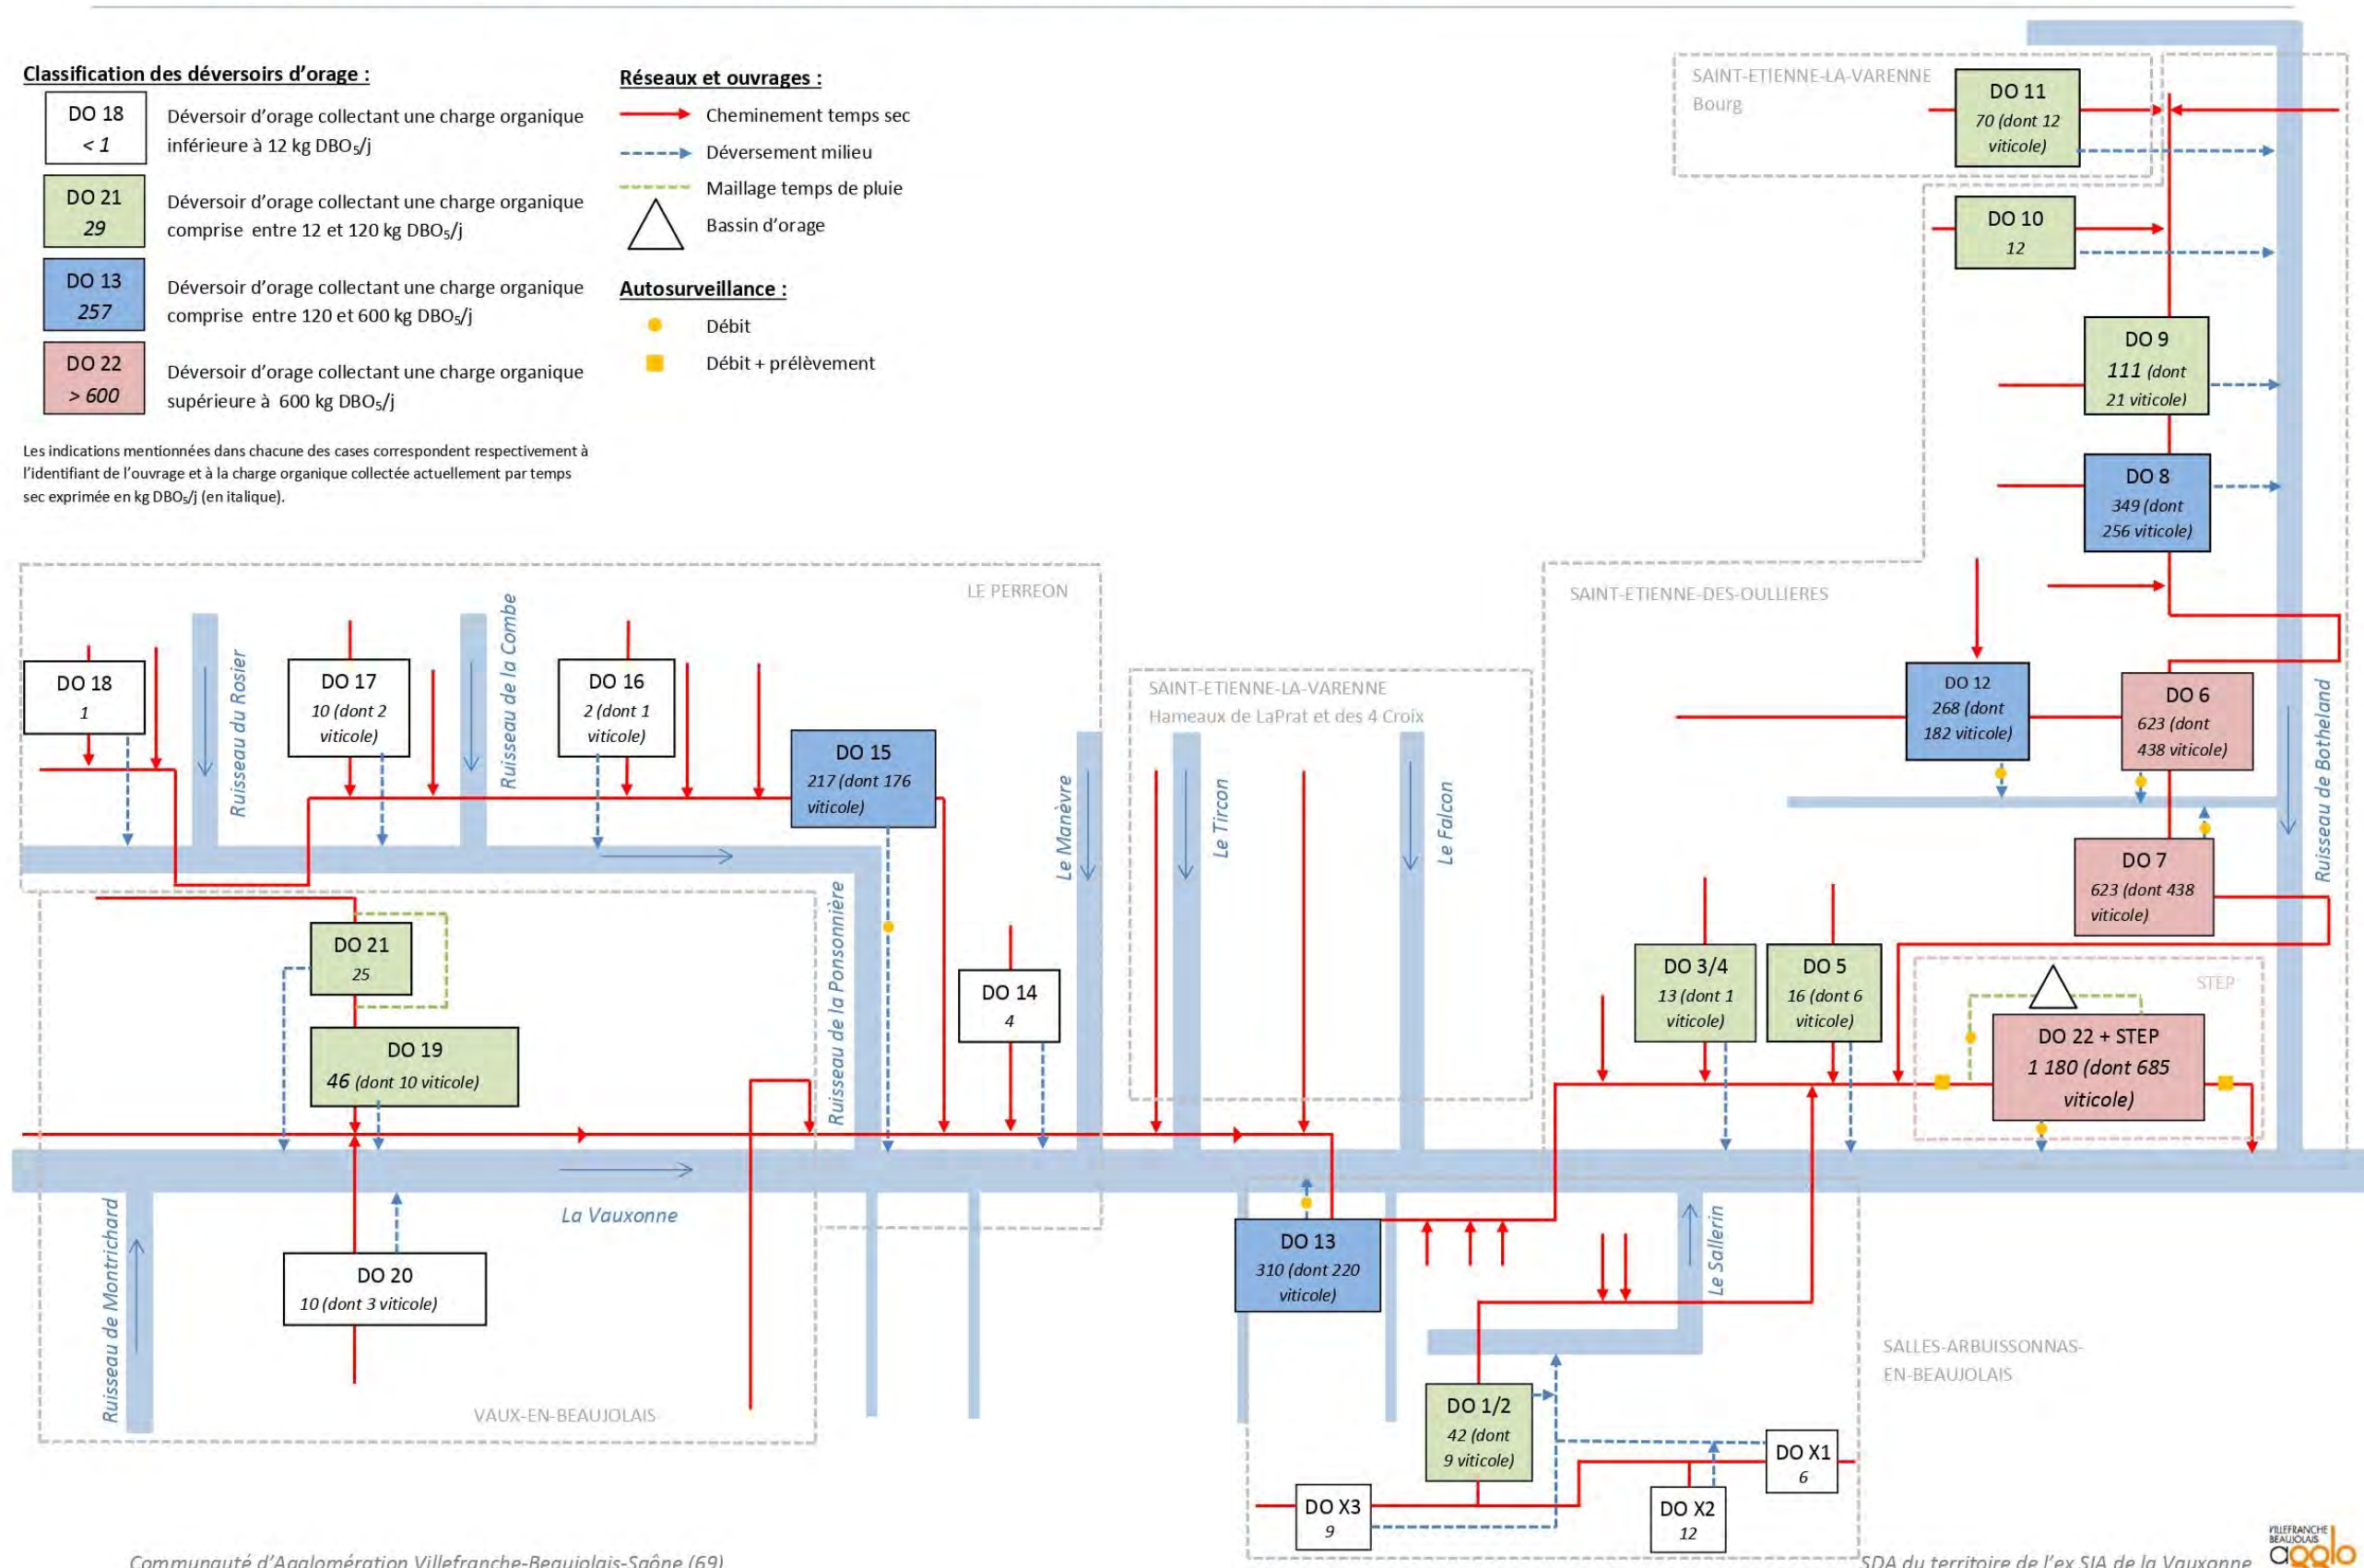 Classification des déversoirs d'orage :
DO 18
< 1
Déversoir d'orage collectant une charge organique
inférieure à 12 kg DBO₅/j
DO 21
29
Déversoir d'orage collectant une charge organique
comprise entre 12 et 120 kg DBO₅/j
DO 13
257
Déversoir d'orage collectant une charge organique
comprise entre 120 et 600 kg DBO₅/j
DO 22
> 600
Déversoir d'orage collectant une charge organique
supérieure à 600 kg DBO₅/j
Les indications mentionnées dans chacune des cases correspondent respectivement à
l'identifiant de l'ouvrage et à la charge organique collectée actuellement par temps
sec exprimée en kg DBO₅/j (en italique).
Réseaux et ouvrages :
Cheminement temps sec
Déversement milieu
Maillage temps de pluie
Bassin d'orage
Autosurveillance :
Débit
Débit + prélèvement
SAINT-ETIENNE-LA-VARENNE
Bourg
DO 11
70 (dont 12
viticole)
DO 10
12
DO 9
111 (dont
21 viticole)
DO 8
349 (dont
256 viticole)
SAINT-ETIENNE-DES-OULLIERES
DO 12
268 (dont
182 viticole)
DO 6
623 (dont
438 viticole)
DO 7
623 (dont 438
viticole)
Ruisseau de Botheland
LE PERREON
DO 18
1
Ruisseau du Rosier
DO 17
10 (dont 2
viticole)
Ruisseau de la Combe
DO 16
2 (dont 1
viticole)
DO 15
217 (dont 176
viticole)
Ruisseau de la Ponsonnière
DO 14
4
Le Manèvre
SAINT-ETIENNE-LA-VARENNE
Hameaux de LaPrat et des 4 Croix
Le Tircon
Le Falcon
DO 3/4
13 (dont 1
viticole)
DO 5
16 (dont 6
viticole)
STEP
DO 22 + STEP
1 180 (dont 685
viticole)
DO 21
25
DO 19
46 (dont 10 viticole)
La Vauxonne
Ruisseau de Montrichard
DO 20
10 (dont 3 viticole)
VAUX-EN-BEAUJOLAIS
DO 13
310 (dont 220
viticole)
Le Sallerin
SALLES-ARBUISSONNAS-
EN-BEAUJOLAIS
DO 1/2
42 (dont
9 viticole)
DO X1
6
DO X2
12
DO X3
9
Communauté d'Agglomération Villefranche-Beaujolais-Saône (69)
SDA du territoire de l'ex SIA de la Vauxonne
VILLEFRANCHE
BEAUJOLAIS
agglo